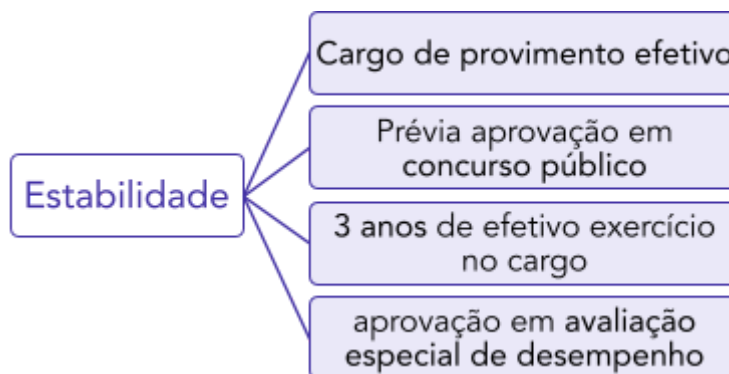 Estabilidade
Cargo de provimento efetivo
Prévia aprovação em
concurso público
3 anos de efetivo exercício
no cargo
aprovação em avaliação
especial de desempenho